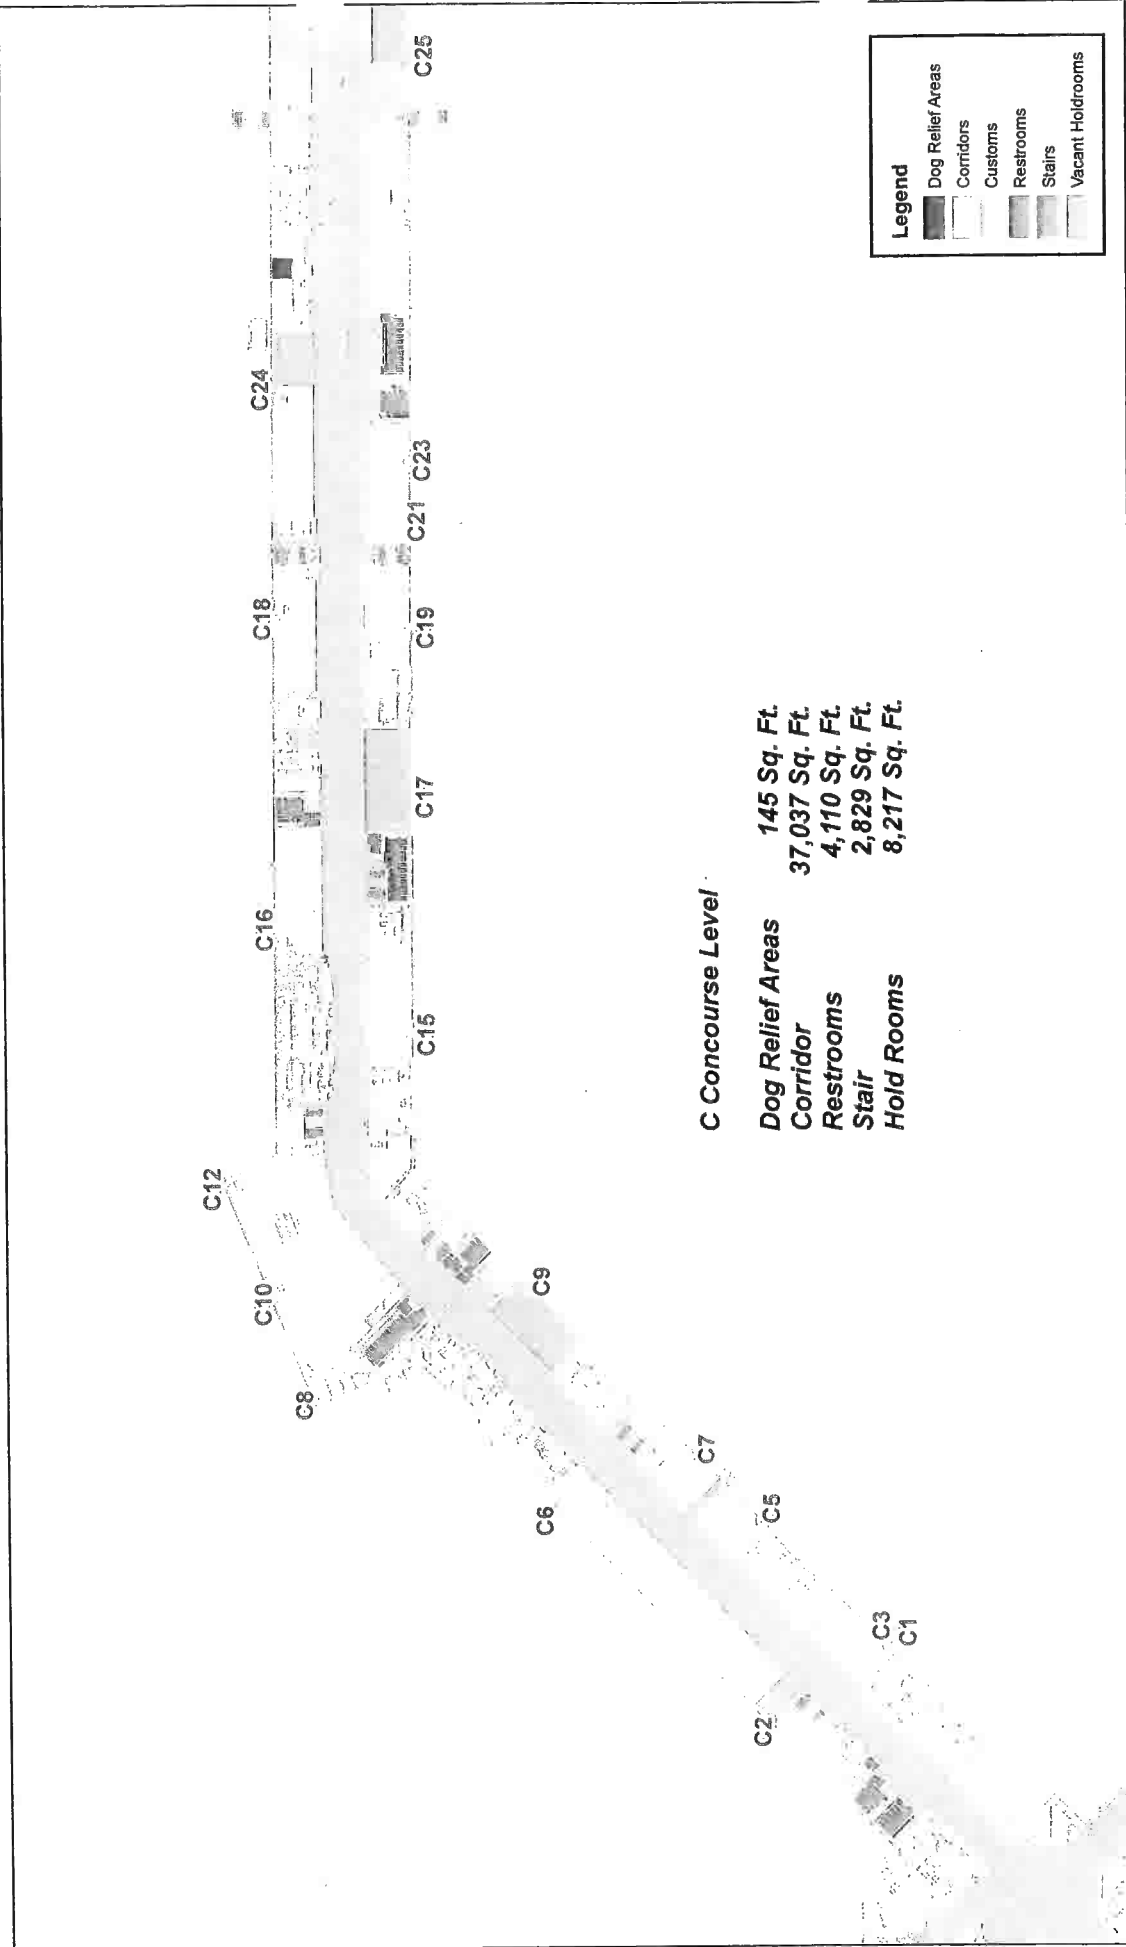 C25
C24
C23
C21
C18
C19
C17
C16
C15
C12
C10
C8
C9
C7
C6
C5
C3
C1
C2
C Concourse Level
Dog Relief Areas 145 Sq. Ft.
Corridor 37,037 Sq. Ft.
Restrooms 4,110 Sq. Ft.
Stair 2,829 Sq. Ft.
Hold Rooms 8,217 Sq. Ft.
Legend
Dog Relief Areas
Corridors
Customs
Restrooms
Stairs
Vacant Holdrooms